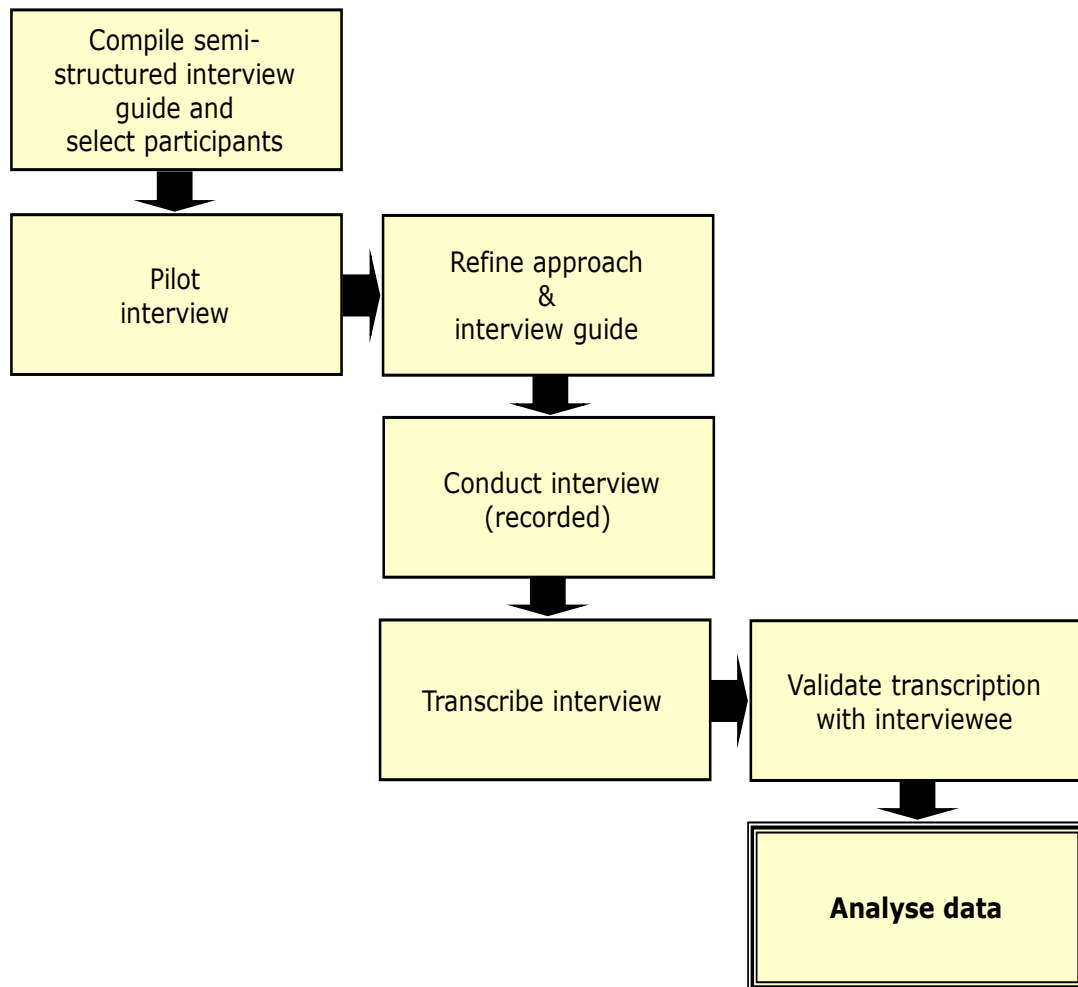 Compile semi-
structured interview
guide and
select participants
Pilot
interview
Refine approach
&
interview guide
Conduct interview
(recorded)
Transcribe interview
Validate transcription
with interviewee
Analyse data